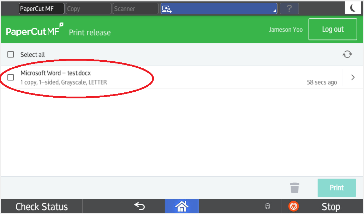 PaperCut MF Copy Scanner ?
PaperCut MF Print release Jameson Yoo Log out
Select all
Microsoft Word - test.docx
1 copy, 1-sided, Grayscale, LETTER 58 secs ago
Print
Check Status Stop